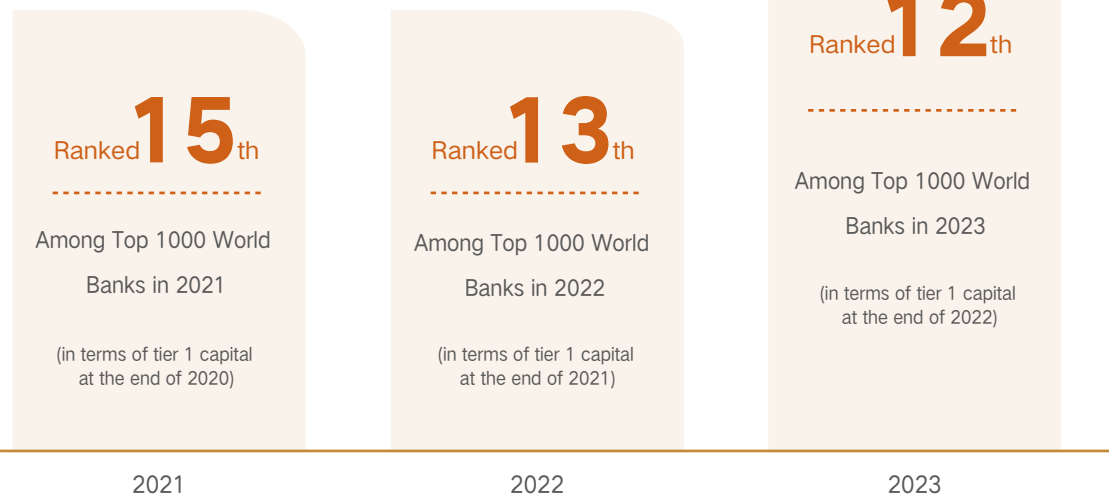 Ranked 15th
Among Top 1000 World
Banks in 2021
(in terms of tier 1 capital
at the end of 2020)
2021
Ranked 13th
Among Top 1000 World
Banks in 2022
(in terms of tier 1 capital
at the end of 2021)
2022
Ranked 12th
Among Top 1000 World
Banks in 2023
(in terms of tier 1 capital
at the end of 2022)
2023